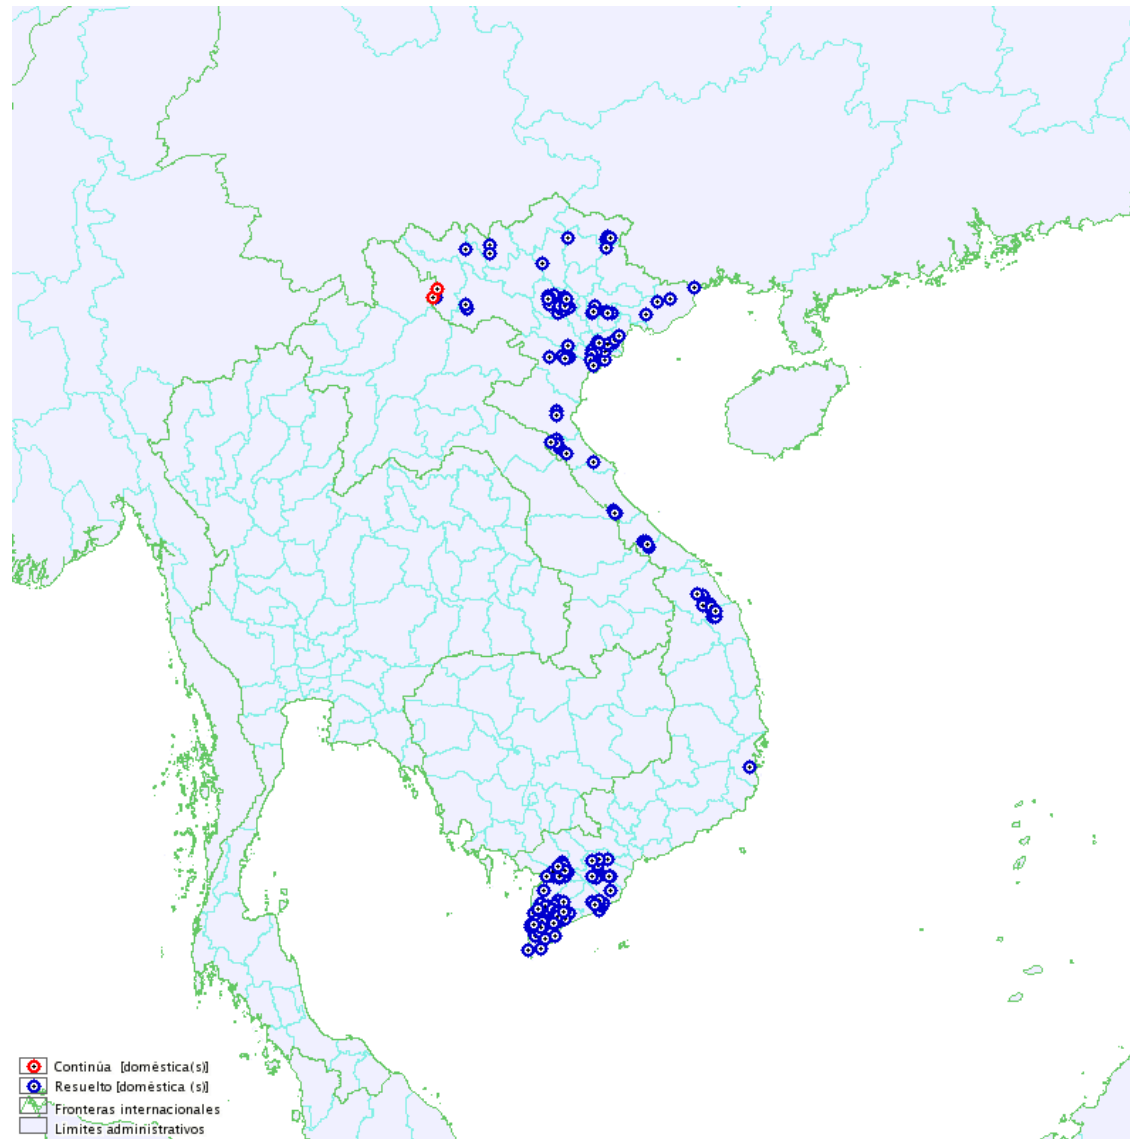 Continúa [doméstica(s)]
Resuelto [doméstica (s)]
Fronteras internacionales
Límites administrativos